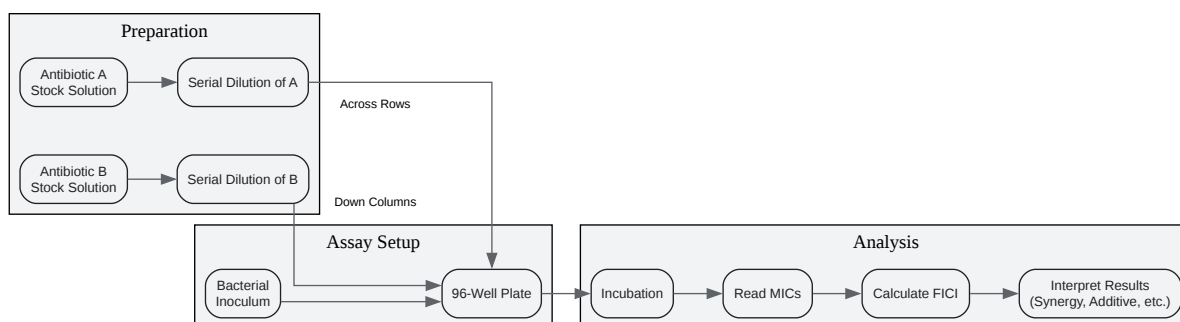 Preparation
Antibiotic A
Stock Solution
Serial Dilution of A
Across Rows
Antibiotic B
Stock Solution
Serial Dilution of B
Down Columns
Assay Setup
Bacterial
Inoculum
96-Well Plate
Analysis
Incubation
Read MICs
Calculate FICI
Interpret Results
(Synergy, Additive, etc.)